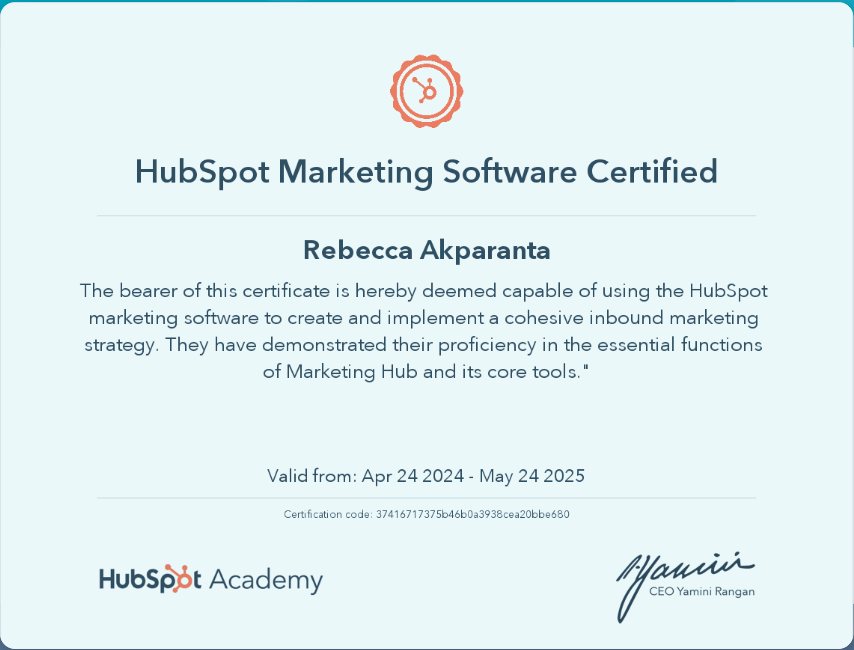 HubSpot Marketing Software Certified
Rebecca Akparanta
The bearer of this certificate is hereby deemed capable of using the HubSpot
marketing software to create and implement a cohesive inbound marketing
strategy. They have demonstrated their proficiency in the essential functions
of Marketing Hub and its core tools."
Valid from: Apr 24 2024 - May 24 2025
Certification code: 37416717375b46b0a3938cea20bbe680
HubSpot Academy
Yamini
CEO Yamini Rangan